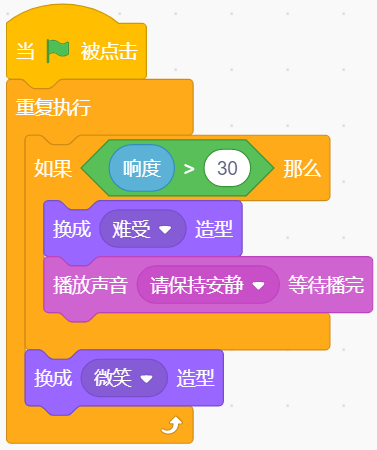 当 被点击
重复执行
如果 响度 > 30 那么
换成 难受 造型
播放声音 请保持安静 等待播完
换成 微笑 造型